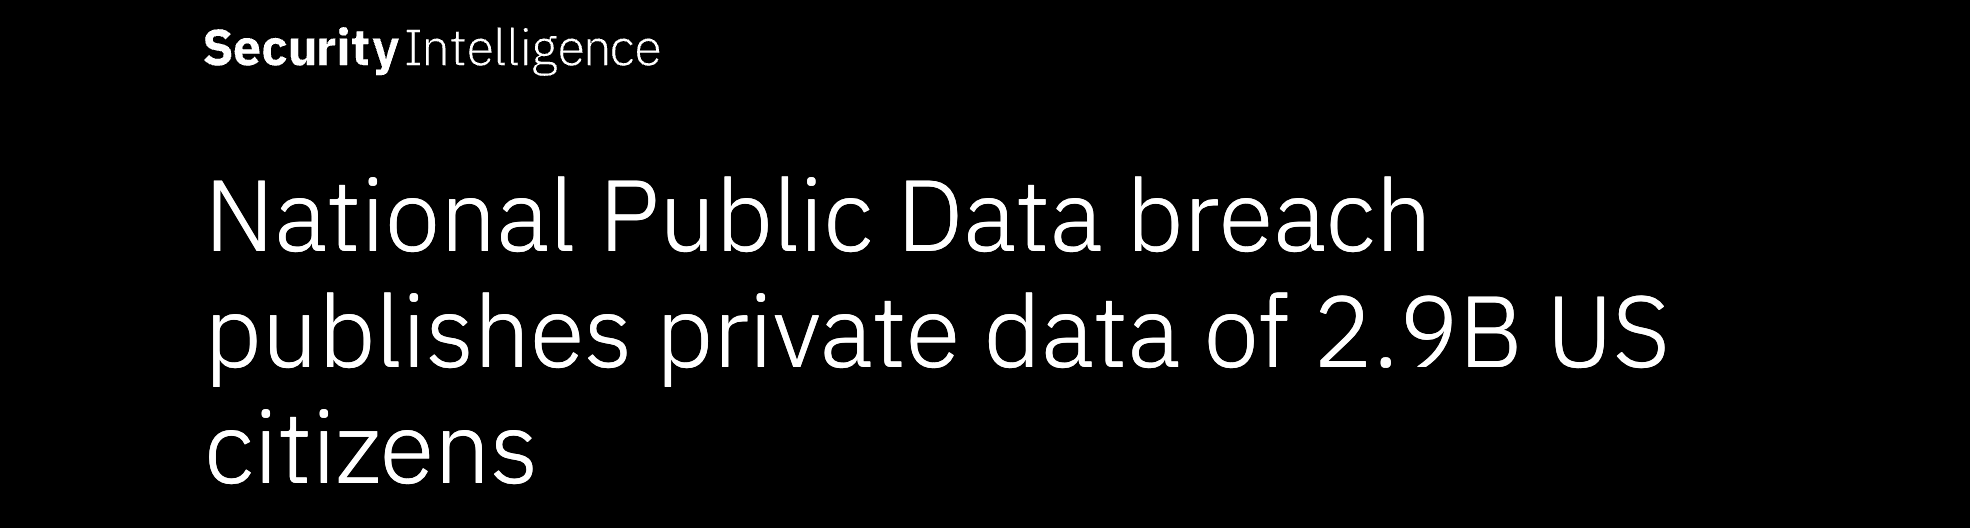 Security Intelligence
National Public Data breach
publishes private data of 2.9B US
citizens